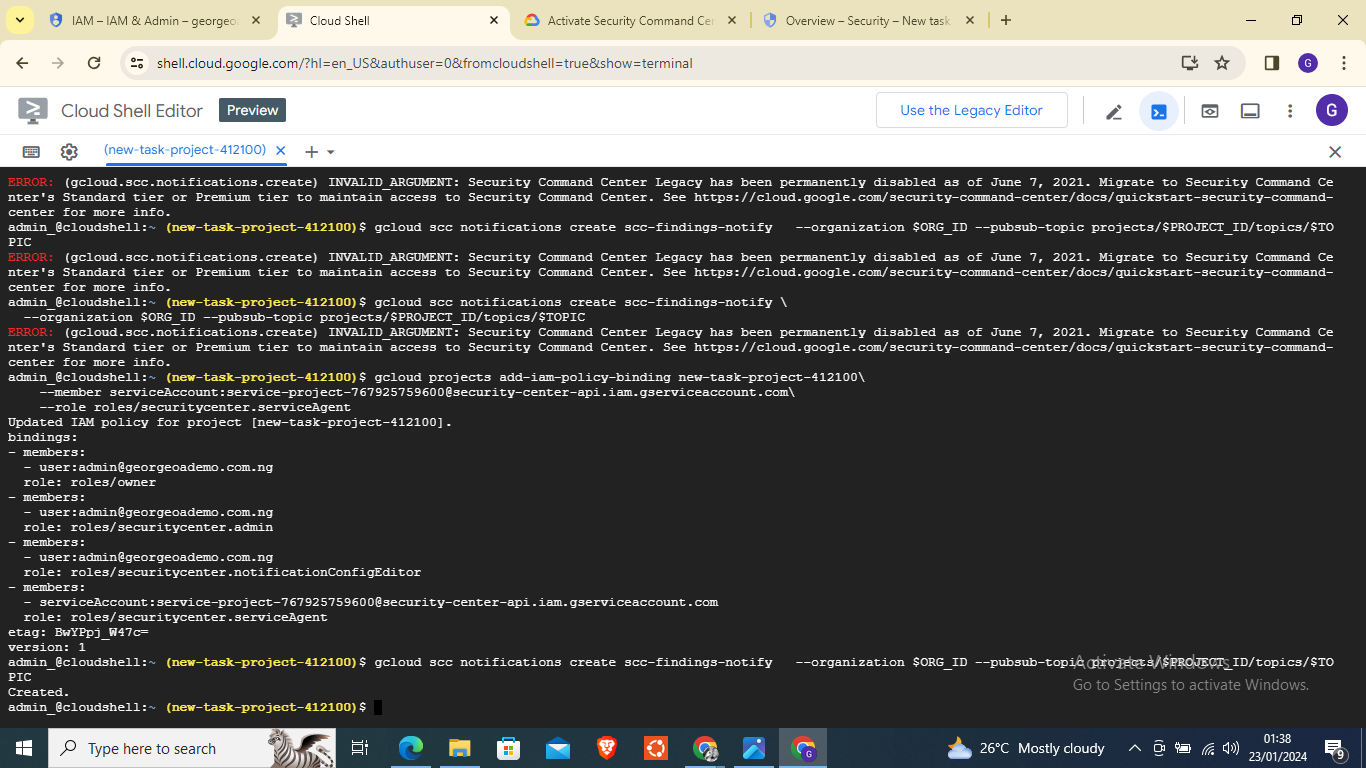 IAM – IAM & Admin – georgeo
Cloud Shell
Activate Security Command Ce
Overview – Security – New task
shell.cloud.google.com/?hl=en_US&authuser=0&fromcloudshell=true&show=terminal
G
Cloud Shell Editor
Preview
Use the Legacy Editor
G
(new-task-project-412100)
ERROR: (gcloud.scc.notifications.create) INVALID_ARGUMENT: Security Command Center Legacy has been permanently disabled as of June 7, 2021. Migrate to Security Command Ce
nter's Standard tier or Premium tier to maintain access to Security Command Center. See https://cloud.google.com/security-command-center/docs/quickstart-security-command-
center for more info.
admin_@cloudshell:~ (new-task-project-412100)$ gcloud scc notifications create scc-findings-notify   --organization $ORG_ID --pubsub-topic projects/$PROJECT_ID/topics/$TO
PIC
ERROR: (gcloud.scc.notifications.create) INVALID_ARGUMENT: Security Command Center Legacy has been permanently disabled as of June 7, 2021. Migrate to Security Command Ce
nter's Standard tier or Premium tier to maintain access to Security Command Center. See https://cloud.google.com/security-command-center/docs/quickstart-security-command-
center for more info.
admin_@cloudshell:~ (new-task-project-412100)$ gcloud scc notifications create scc-findings-notify \
  --organization $ORG_ID --pubsub-topic projects/$PROJECT_ID/topics/$TOPIC
ERROR: (gcloud.scc.notifications.create) INVALID_ARGUMENT: Security Command Center Legacy has been permanently disabled as of June 7, 2021. Migrate to Security Command Ce
nter's Standard tier or Premium tier to maintain access to Security Command Center. See https://cloud.google.com/security-command-center/docs/quickstart-security-command-
center for more info.
admin_@cloudshell:~ (new-task-project-412100)$ gcloud projects add-iam-policy-binding new-task-project-412100\
    --member serviceAccount:service-project-767925759600@security-center-api.iam.gserviceaccount.com\
    --role roles/securitycenter.serviceAgent
Updated IAM policy for project [new-task-project-412100].
bindings:
- members:
  - user:admin@georgeoademo.com.ng
  role: roles/owner
- members:
  - user:admin@georgeoademo.com.ng
  role: roles/securitycenter.admin
- members:
  - user:admin@georgeoademo.com.ng
  role: roles/securitycenter.notificationConfigEditor
- members:
  - serviceAccount:service-project-767925759600@security-center-api.iam.gserviceaccount.com
  role: roles/securitycenter.serviceAgent
etag: BwYPpj_W47c=
version: 1
admin_@cloudshell:~ (new-task-project-412100)$ gcloud scc notifications create scc-findings-notify   --organization $ORG_ID --pubsub-topic projects/$PROJECT_ID/topics/$TO
PIC
Created.
admin_@cloudshell:~ (new-task-project-412100)$
Activate Windows
Go to Settings to activate Windows.
Type here to search
26°C Mostly cloudy
01:38
23/01/2024
9